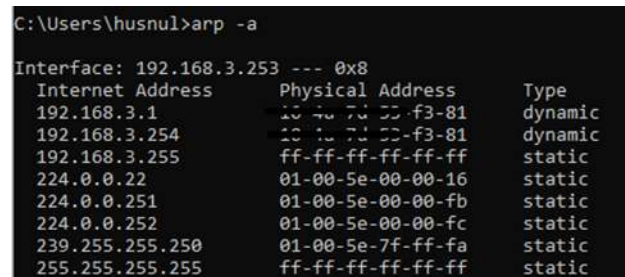 C:\Users\husnul>arp -a
Interface: 192.168.3.253 --- 0x8
Internet Address Physical Address Type
192.168.3.1 -f3-81 dynamic
192.168.3.254 -f3-81 dynamic
192.168.3.255 ff-ff-ff-ff-ff-ff static
224.0.0.22 01-00-5e-00-00-16 static
224.0.0.251 01-00-5e-00-00-fb static
224.0.0.252 01-00-5e-00-00-fc static
239.255.255.250 01-00-5e-7f-ff-fa static
255.255.255.255 ff-ff-ff-ff-ff-ff static